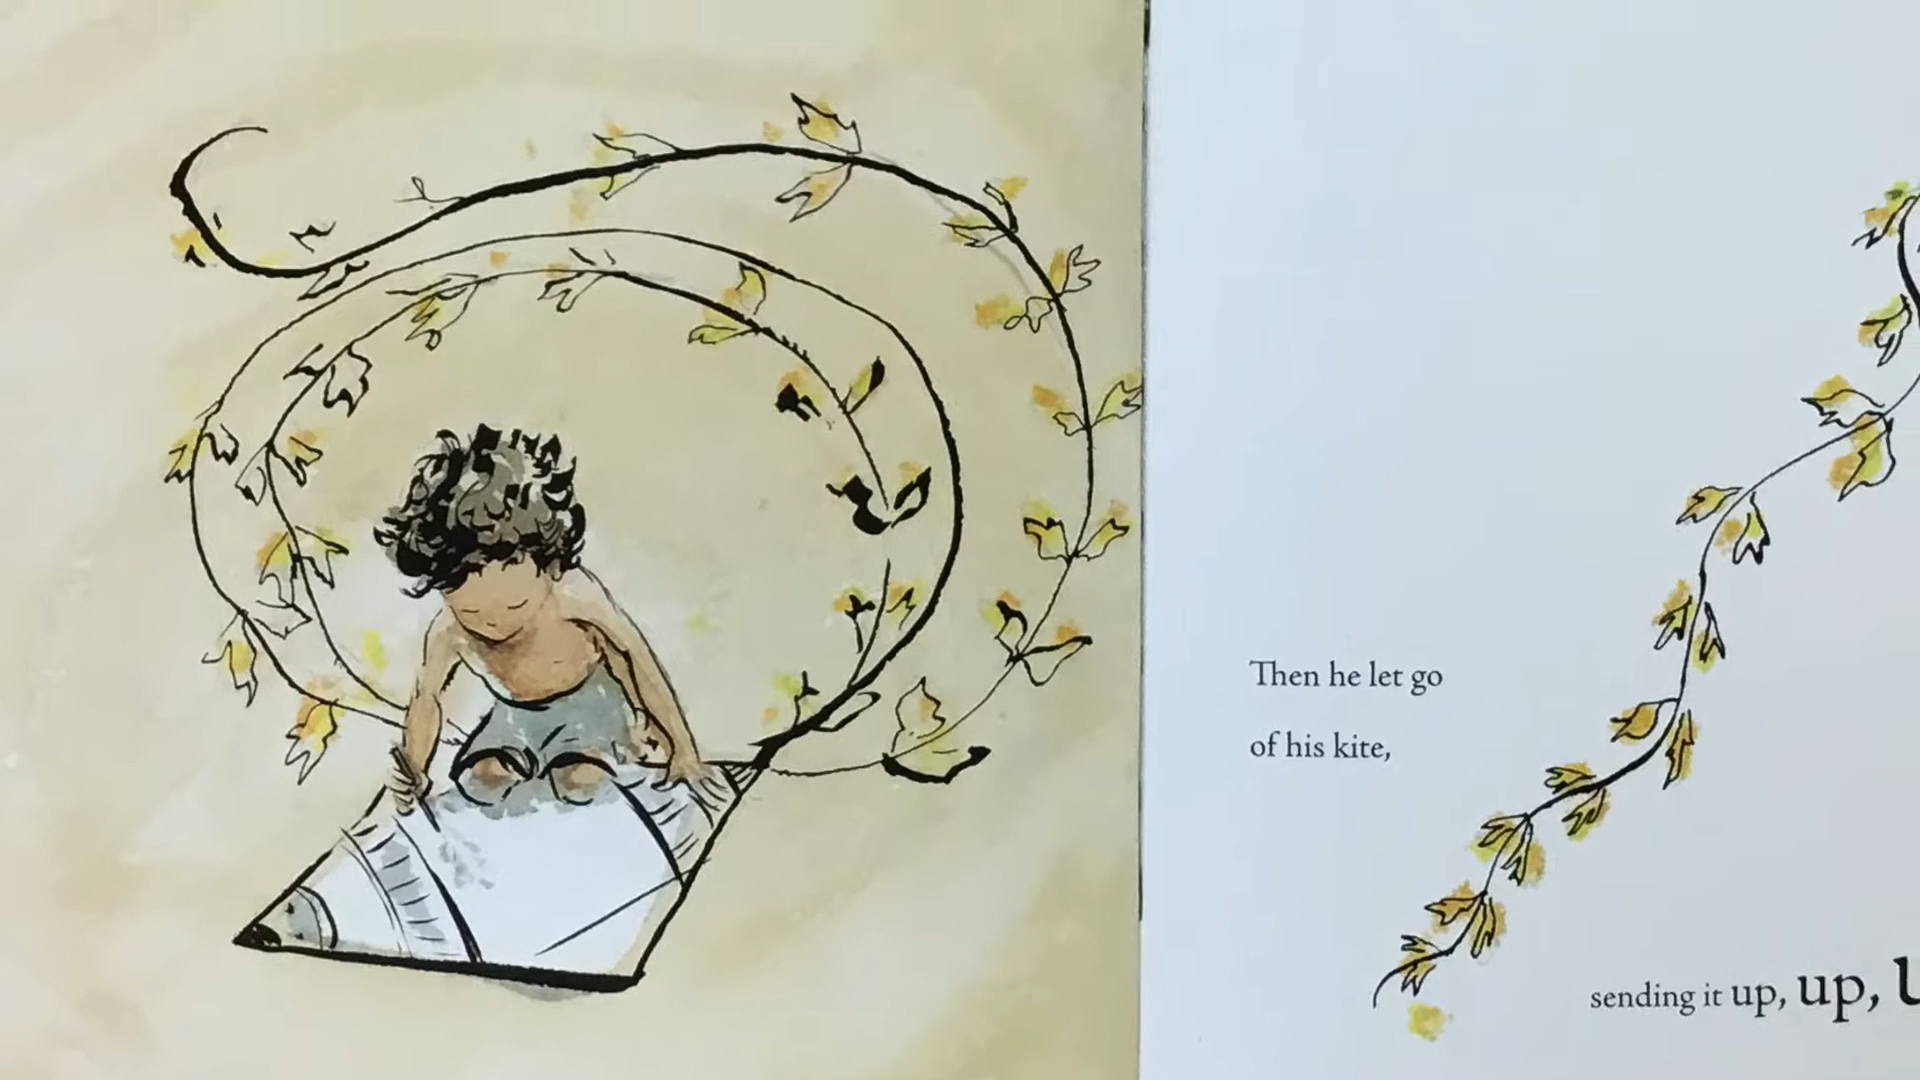 Then he let go
of his kite,
sending it up, up,